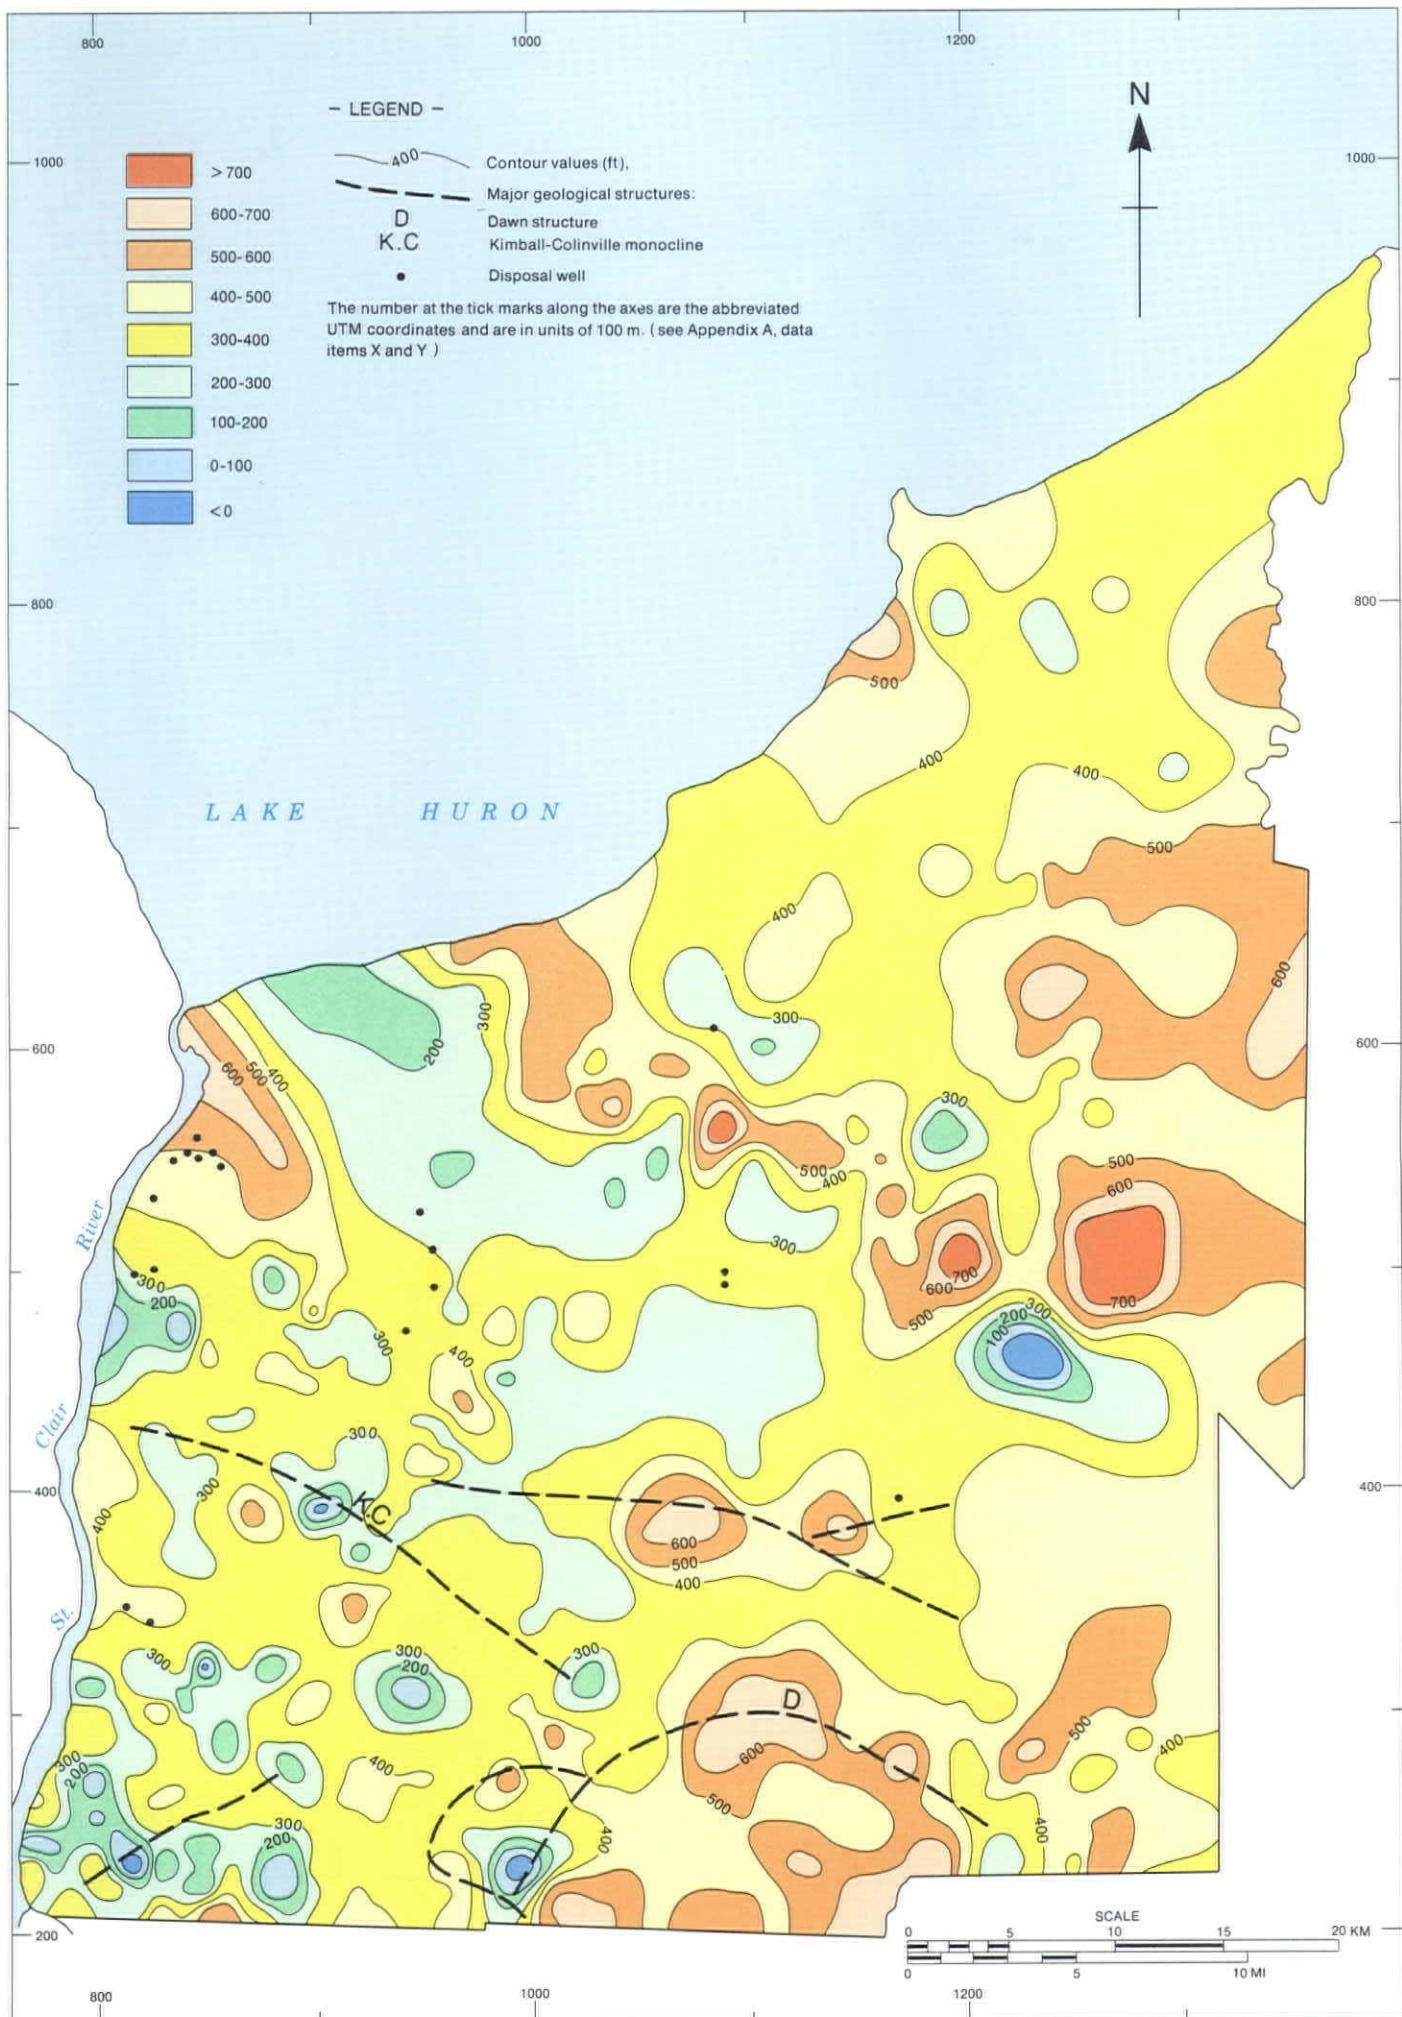 800 1000 1200
N
– LEGEND –
1000 >700 400 Contour values (ft). 1000
600-700 Major geological structures:
D Dawn structure
500-600 K.C Kimball-Colinville monocline
400-500 • Disposal well
300-400 The number at the tick marks along the axes are the abbreviated
UTM coordinates and are in units of 100 m. (see Appendix A, data
items X and Y )
200-300
100-200
0-100
<0
800 800
500
400
400
LAKE HURON
500
400
600
300
300
200
600 600
600 500 400
300
500
400
500
600
River
300
300
200
600 700
700
500
300
200
100
300
400
Clair
300
300
400
400
K.C
400
600
500
400
St.
300
300
200
300
D
500
400
600
300
200
400
500
300
200
400
400
SCALE
0 5 10 15 20 KM
0 5 10 MI
200
800 1000 1200